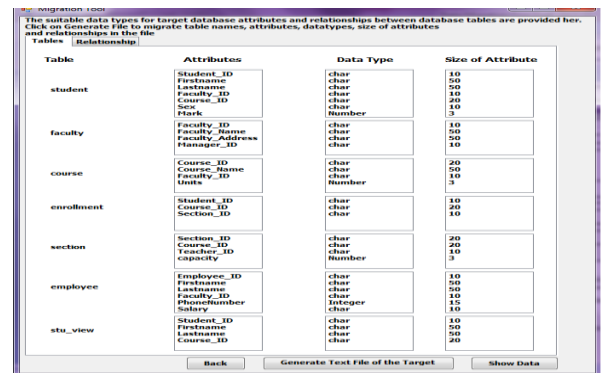 Migration Tool
The suitable data types for target database attributes and relationships between database tables are provided her.
Click on Generate File to migrate table names, attributes, datatypes, size of attributes
and relationships in the file
Tables Relationship
Table Attributes Data Type Size of Attribute
student
Student_ID char 10
Firstname char 50
Lastname char 50
Faculty_ID char 10
Course_ID char 20
Sex char 10
Mark Number 3
faculty
Faculty_ID char 10
Faculty_Name char 50
Faculty_Address char 50
Manager_ID char 10
course
Course_ID char 20
Course_Name char 50
Faculty_ID char 10
Units Number 3
enrollment
Student_ID char 10
Course_ID char 20
Section_ID char 10
section
Section_ID char 20
Course_ID char 20
Teacher_ID char 10
capacity Number 3
employee
Employee_ID char 10
Firstname char 50
Lastname char 50
Faculty_ID char 10
PhoneNumber Integer 15
Salary char 10
stu_view
Student_ID char 10
Firstname char 50
Lastname char 50
Course_ID char 20
Back Generate Text File of the Target Show Data